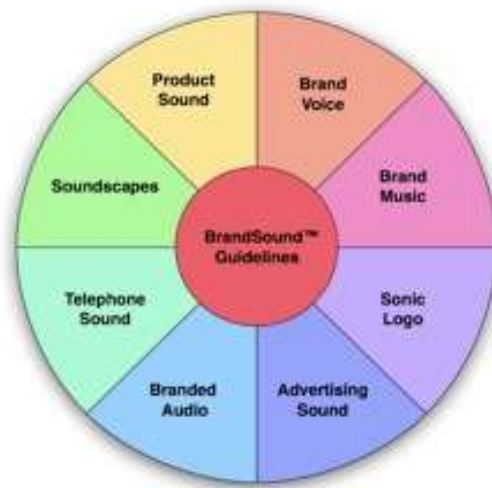 Product
Sound
Brand
Voice
Soundscapes
Brand
Music
BrandSound™
Guidelines
Telephone
Sound
Sonic
Logo
Branded
Audio
Advertising
Sound